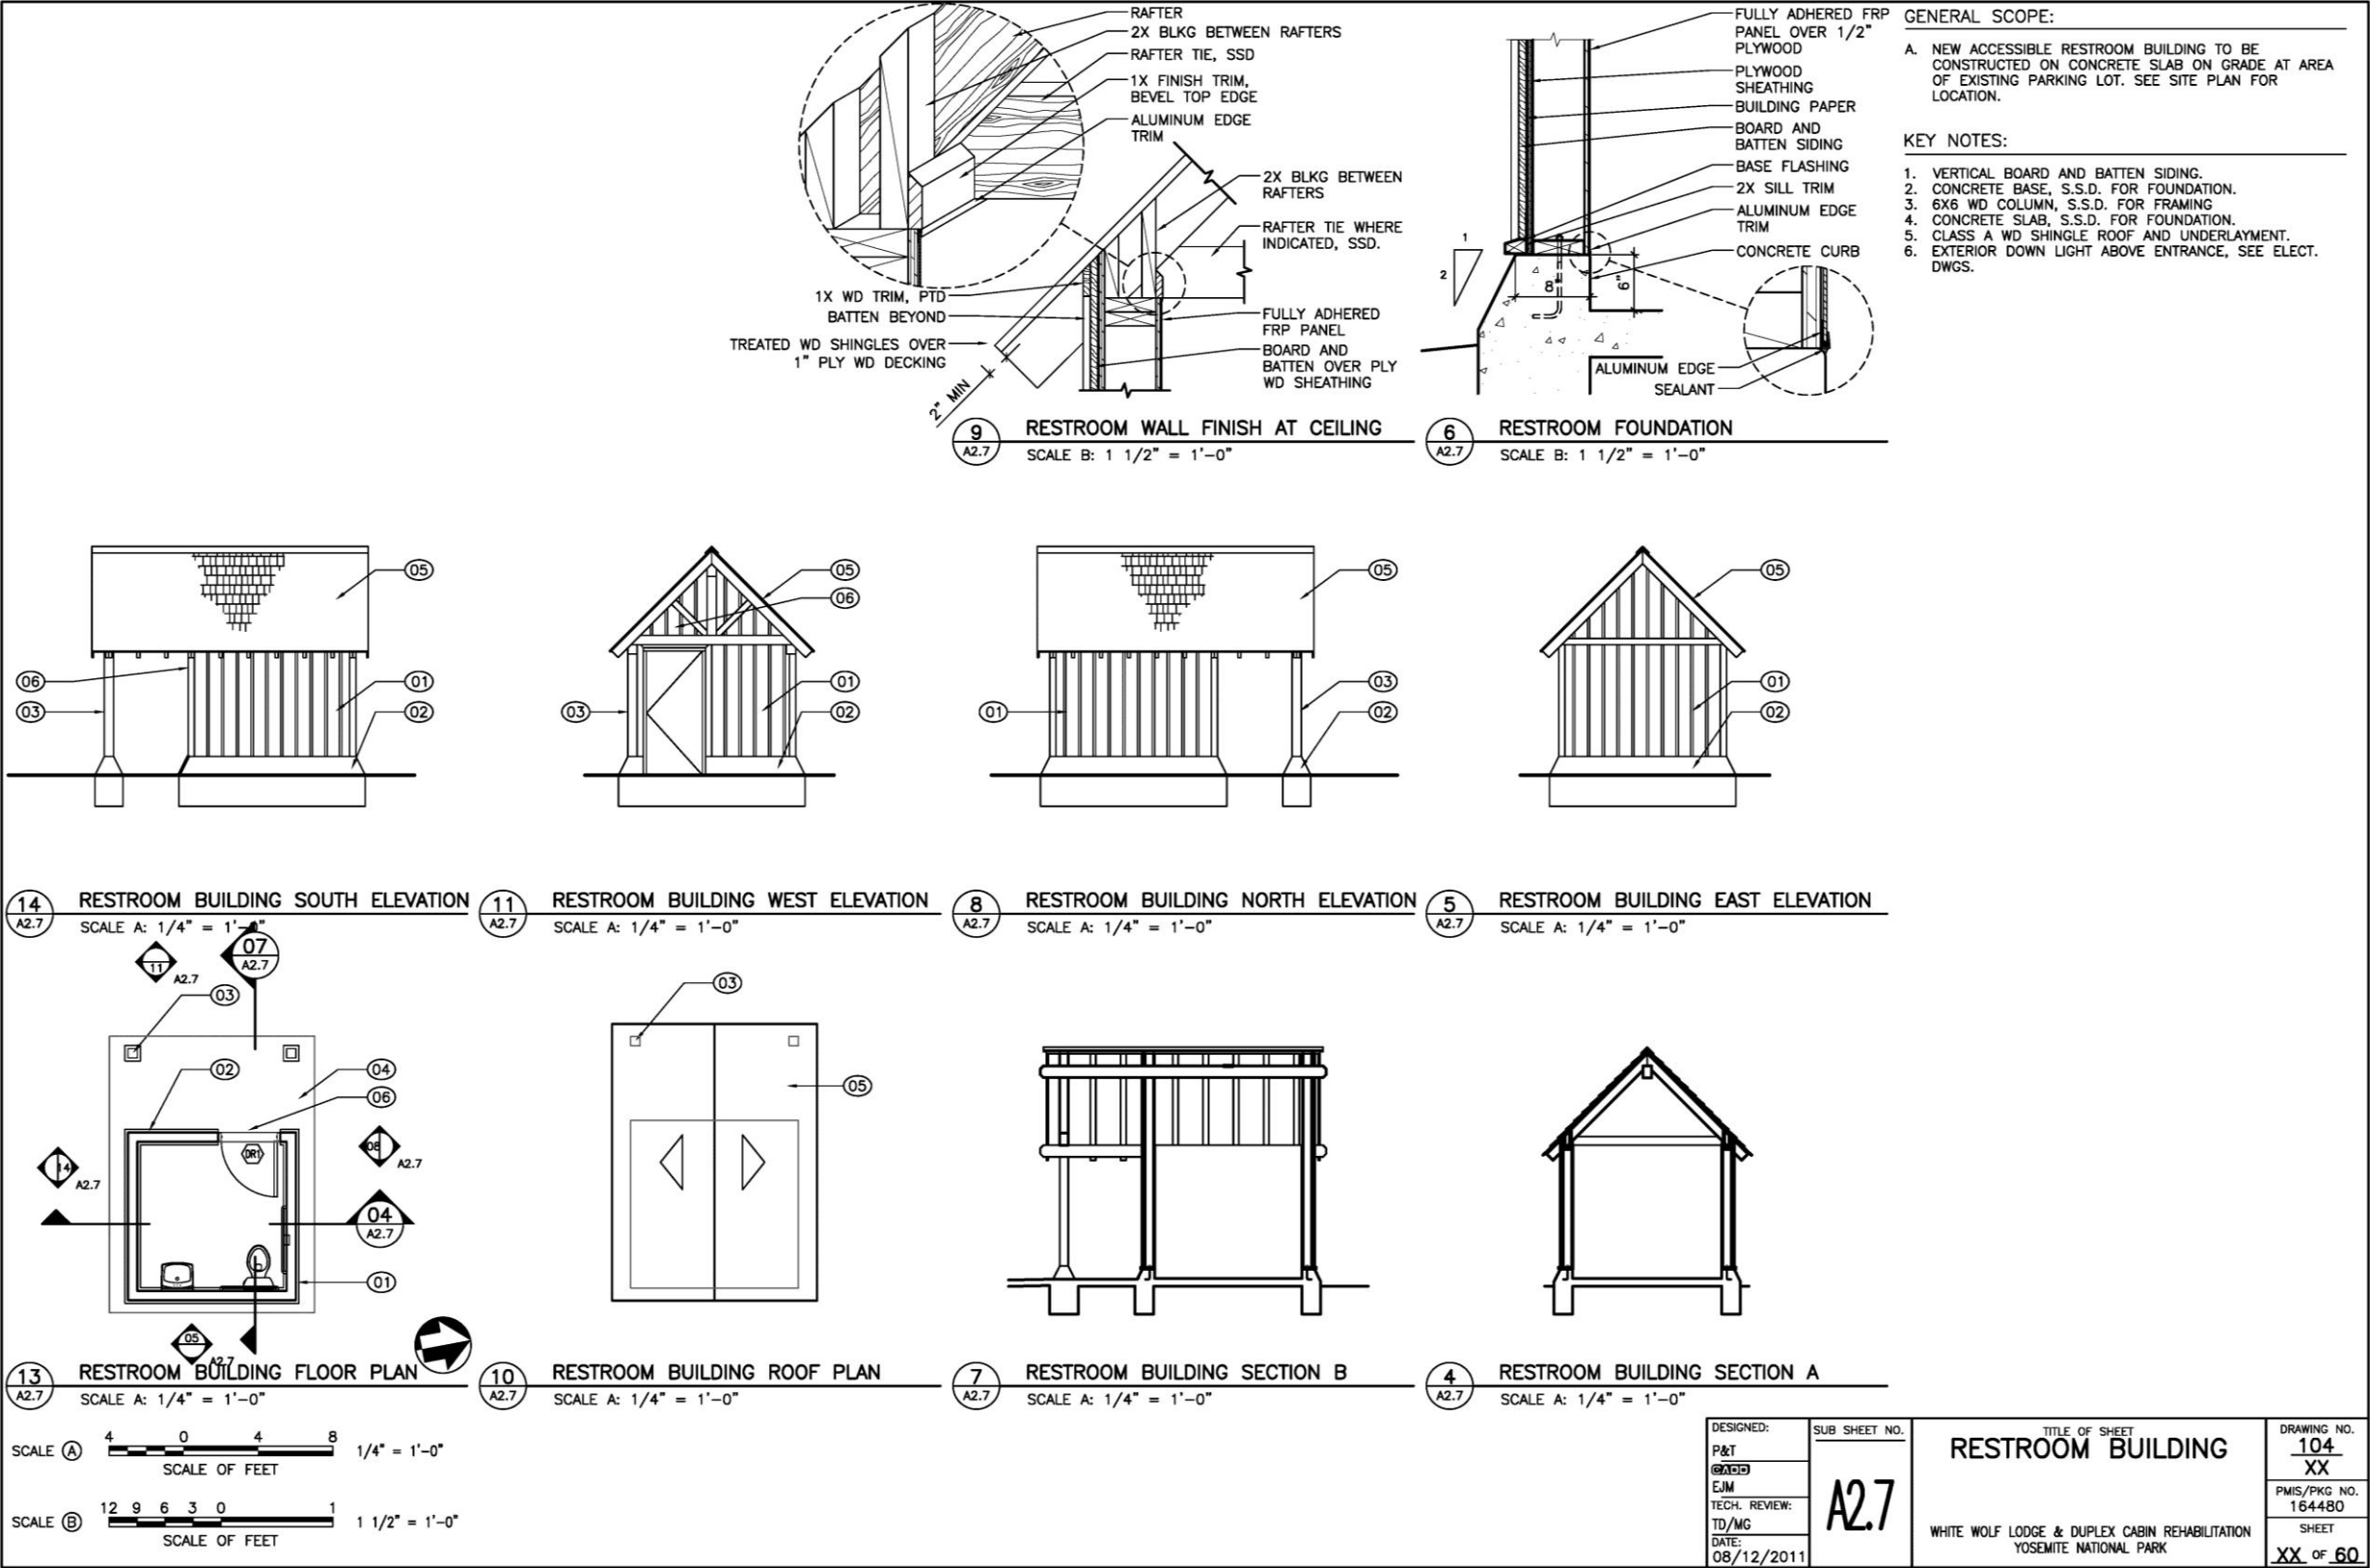 RAFTER
2X BLKG BETWEEN RAFTERS
RAFTER TIE, SSD
1X FINISH TRIM,
BEVEL TOP EDGE
ALUMINUM EDGE
TRIM
2X BLKG BETWEEN
RAFTERS
RAFTER TIE WHERE
INDICATED, SSD.
1X WD TRIM, PTD
BATTEN BEYOND
TREATED WD SHINGLES OVER
1" PLY WD DECKING
2" MIN
FULLY ADHERED
FRP PANEL
BOARD AND
BATTEN OVER PLY
WD SHEATHING
9
A2.7
RESTROOM WALL FINISH AT CEILING
SCALE B: 1 1/2" = 1'-0"
FULLY ADHERED FRP
PANEL OVER 1/2"
PLYWOOD
PLYWOOD
SHEATHING
BUILDING PAPER
BOARD AND
BATTEN SIDING
BASE FLASHING
2X SILL TRIM
ALUMINUM EDGE
TRIM
CONCRETE CURB
1
2
8"
6"
ALUMINUM EDGE
SEALANT
6
A2.7
RESTROOM FOUNDATION
SCALE B: 1 1/2" = 1'-0"
GENERAL SCOPE:
A. NEW ACCESSIBLE RESTROOM BUILDING TO BE
CONSTRUCTED ON CONCRETE SLAB ON GRADE AT AREA
OF EXISTING PARKING LOT. SEE SITE PLAN FOR
LOCATION.
KEY NOTES:
1. VERTICAL BOARD AND BATTEN SIDING.
2. CONCRETE BASE, S.S.D. FOR FOUNDATION.
3. 6X6 WD COLUMN, S.S.D. FOR FRAMING
4. CONCRETE SLAB, S.S.D. FOR FOUNDATION.
5. CLASS A WD SHINGLE ROOF AND UNDERLAYMENT.
6. EXTERIOR DOWN LIGHT ABOVE ENTRANCE, SEE ELECT.
DWGS.
05
06
01
03
02
14
A2.7
RESTROOM BUILDING SOUTH ELEVATION
SCALE A: 1/4" = 1'-0"
05
06
01
03
02
11
A2.7
RESTROOM BUILDING WEST ELEVATION
SCALE A: 1/4" = 1'-0"
05
03
01
02
8
A2.7
RESTROOM BUILDING NORTH ELEVATION
SCALE A: 1/4" = 1'-0"
05
01
02
5
A2.7
RESTROOM BUILDING EAST ELEVATION
SCALE A: 1/4" = 1'-0"
07
A2.7
11
A2.7
03
02
04
06
DR1
08
A2.7
14
A2.7
04
A2.7
01
05
A2.7
13
A2.7
RESTROOM BUILDING FLOOR PLAN
SCALE A: 1/4" = 1'-0"
03
05
10
A2.7
RESTROOM BUILDING ROOF PLAN
SCALE A: 1/4" = 1'-0"
7
A2.7
RESTROOM BUILDING SECTION B
SCALE A: 1/4" = 1'-0"
4
A2.7
RESTROOM BUILDING SECTION A
SCALE A: 1/4" = 1'-0"
SCALE A
4 0 4 8
1/4" = 1'-0"
SCALE OF FEET
SCALE B
12 9 6 3 0 1
1 1/2" = 1'-0"
SCALE OF FEET
DESIGNED:
P&T
CADD
EJM
TECH. REVIEW:
TD/MG
DATE:
08/12/2011
SUB SHEET NO.
A2.7
TITLE OF SHEET
RESTROOM BUILDING
WHITE WOLF LODGE & DUPLEX CABIN REHABILITATION
YOSEMITE NATIONAL PARK
DRAWING NO.
104
XX
PMIS/PKG NO.
164480
SHEET
XX OF 60